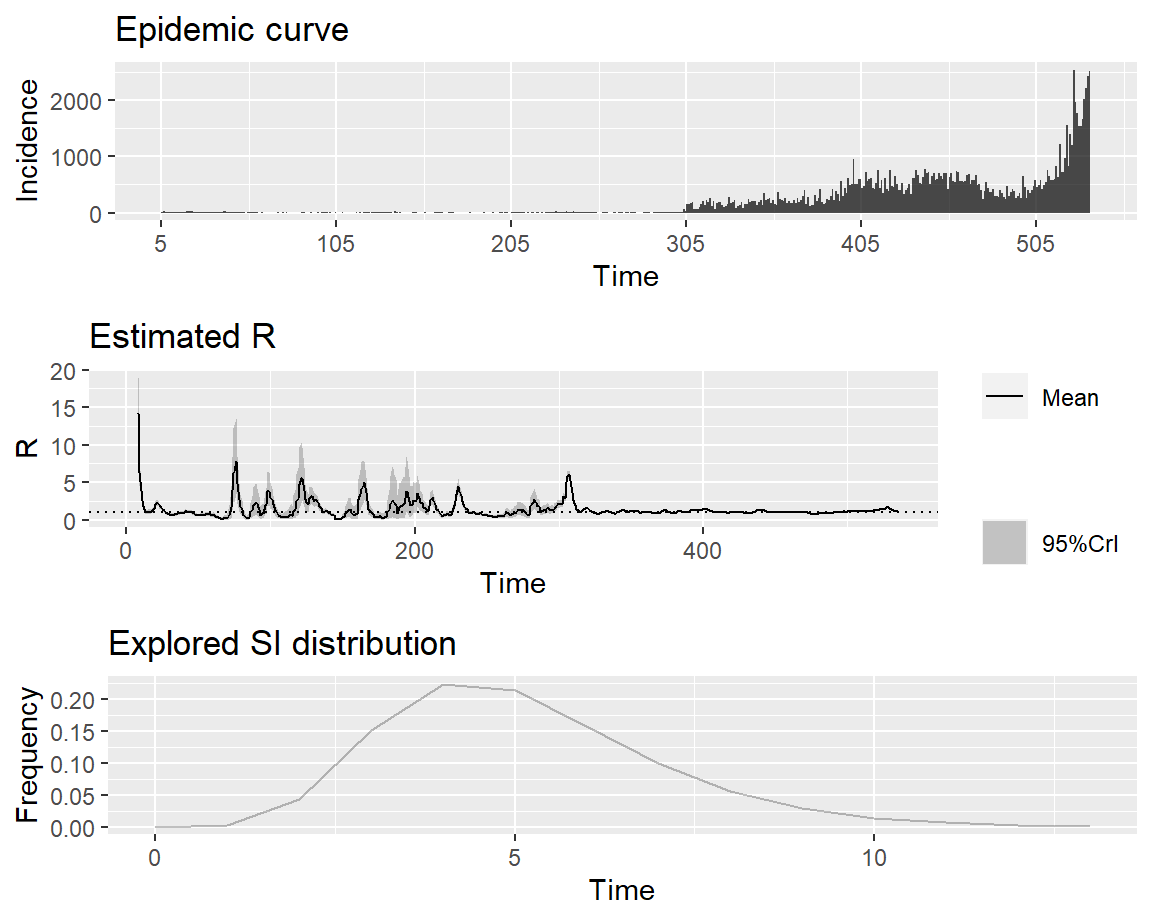 Epidemic curve
Incidence
2000
1000
0
5 105 205 305 405 505
Time
Estimated R
R
20
15
10
5
0
0 200 400
Time
Mean
95%CrI
Explored SI distribution
Frequency
0.20
0.15
0.10
0.05
0.00
0 5 10
Time